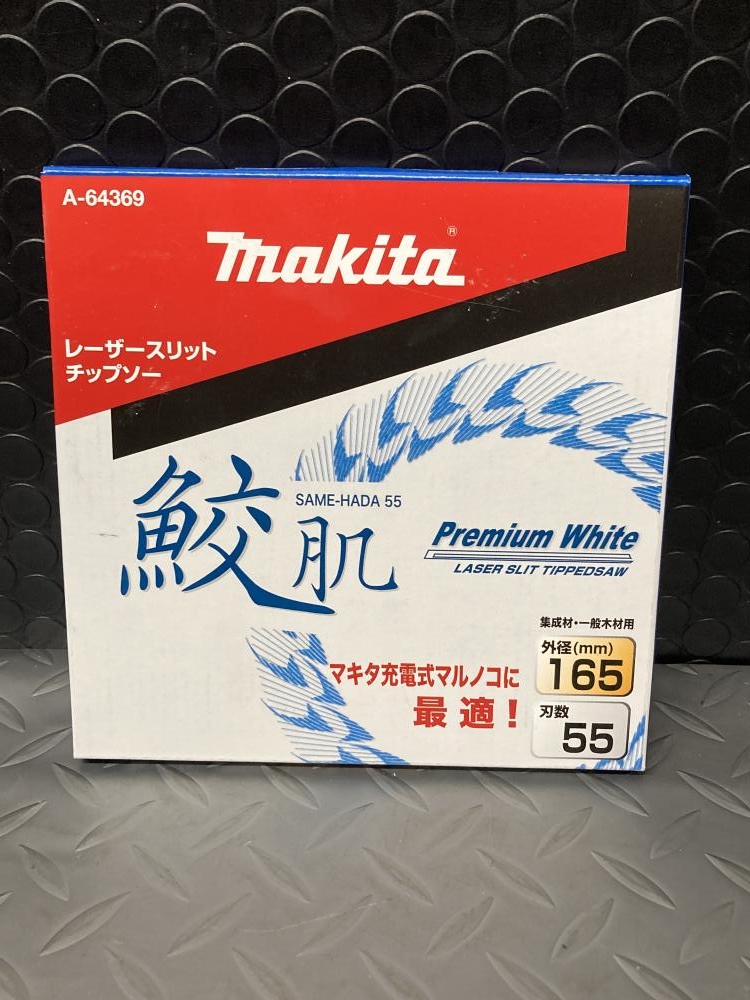 A-64369
makita®
レーザースリット
チップソー
SAME-HADA 55
鮫肌
Premium White
LASER SLIT TIPPEDSAW
集成材・一般木材用
マキタ充電式マルノコに
最適！
外径(mm)
165
刃数
55